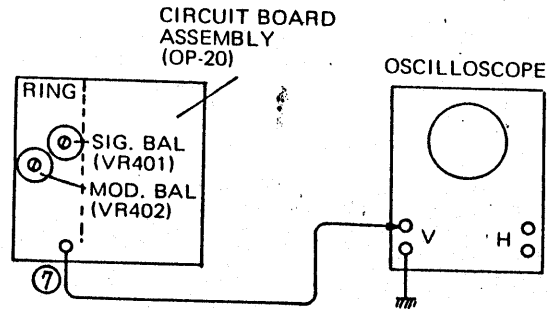 CIRCUIT BOARD
ASSEMBLY
(OP-20)
OSCILLOSCOPE
RING
SIG. BAL
(VR401)
MOD. BAL
(VR402)
V
H
⑦